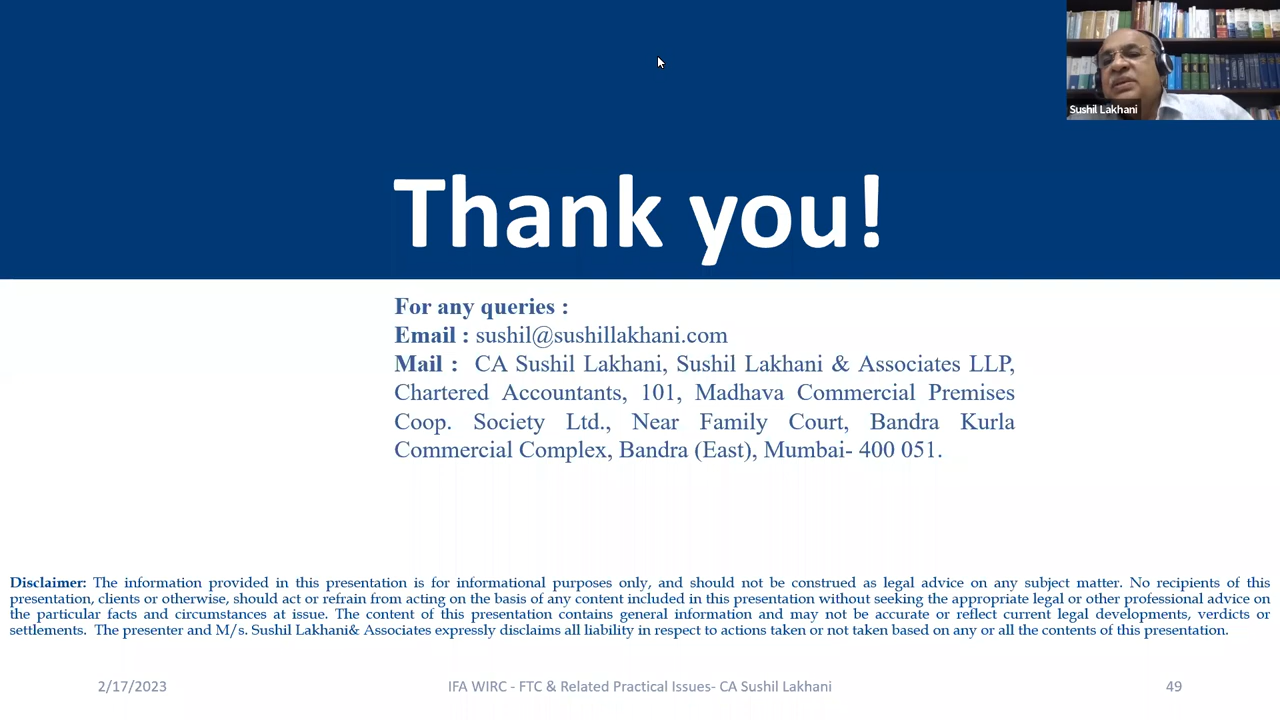 Sushil Lakhani
Thank you!
For any queries :
Email : sushil@sushillakhani.com
Mail : CA Sushil Lakhani, Sushil Lakhani & Associates LLP,
Chartered Accountants, 101, Madhava Commercial Premises
Coop. Society Ltd., Near Family Court, Bandra Kurla
Commercial Complex, Bandra (East), Mumbai- 400 051.
Disclaimer: The information provided in this presentation is for informational purposes only, and should not be construed as legal advice on any subject matter. No recipients of this
presentation, clients or otherwise, should act or refrain from acting on the basis of any content included in this presentation without seeking the appropriate legal or other professional advice on
the particular facts and circumstances at issue. The content of this presentation contains general information and may not be accurate or reflect current legal developments, verdicts or
settlements. The presenter and M/s. Sushil Lakhani& Associates expressly disclaims all liability in respect to actions taken or not taken based on any or all the contents of this presentation.
2/17/2023
IFA WIRC - FTC & Related Practical Issues- CA Sushil Lakhani
49